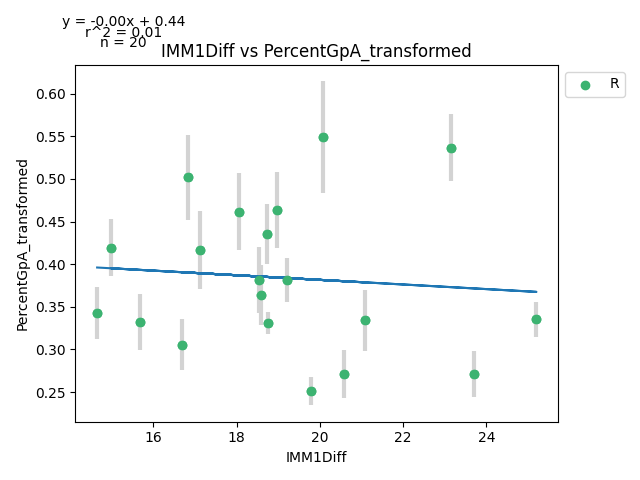 y = -0.00x + 0.44
r^2 = 0.01
n = 20
IMM1Diff vs PercentGpA_transformed
R
0.60
0.55
0.50
0.45
0.40
0.35
0.30
0.25
PercentGpA_transformed
16
18
20
22
24
IMM1Diff